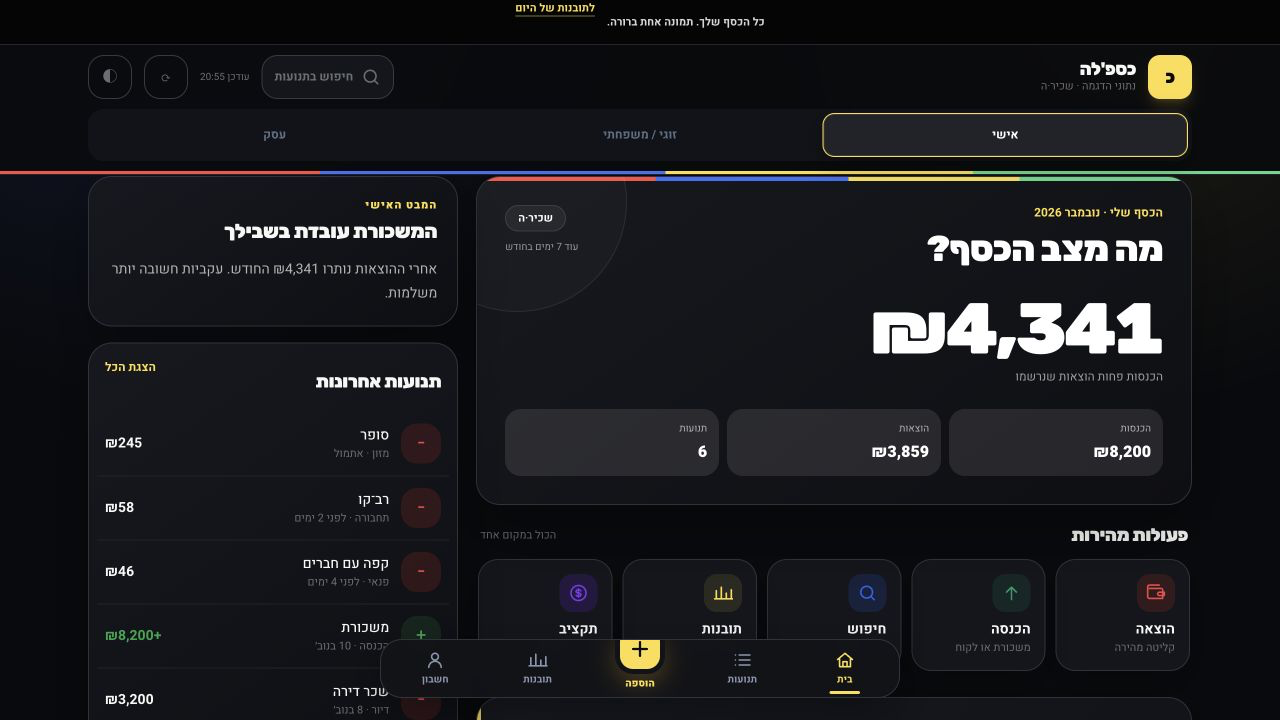 לתובנות של היום
כל הכסף שלך. תמונה אחת ברורה.
כ
כספ'לה
נתוני הדגמה · שכיר·ה
חיפוש בתנועות
עודכן 20:55
אישי
זוגי / משפחתי
עסק
הכסף שלי · נובמבר 2026
שכיר·ה
עוד 7 ימים בחודש
מה מצב הכסף?
₪4,341
הכנסות פחות הוצאות שנרשמו
הכנסות
₪8,200
הוצאות
₪3,859
תנועות
6
פעולות מהירות
הכול במקום אחד
הוצאה
קליטה מהירה
הכנסה
משכורת או לקוח
חיפוש
תובנות
תקציב
המבט האישי
המשכורת עובדת בשבילך
אחרי ההוצאות נותרו ₪4,341 החודש. עקביות חשובה יותר
משלמות.
תנועות אחרונות
הצגת הכל
סופר
מזון · אתמול
₪245
רב־קו
תחבורה · לפני 2 ימים
₪58
קפה עם חברים
פנאי · לפני 4 ימים
₪46
משכורת
הכנסה · 10 בנוב׳
+₪8,200
שכר דירה
דיור · 8 בנוב׳
₪3,200
בית
תנועות
הוספה
תובנות
חשבון